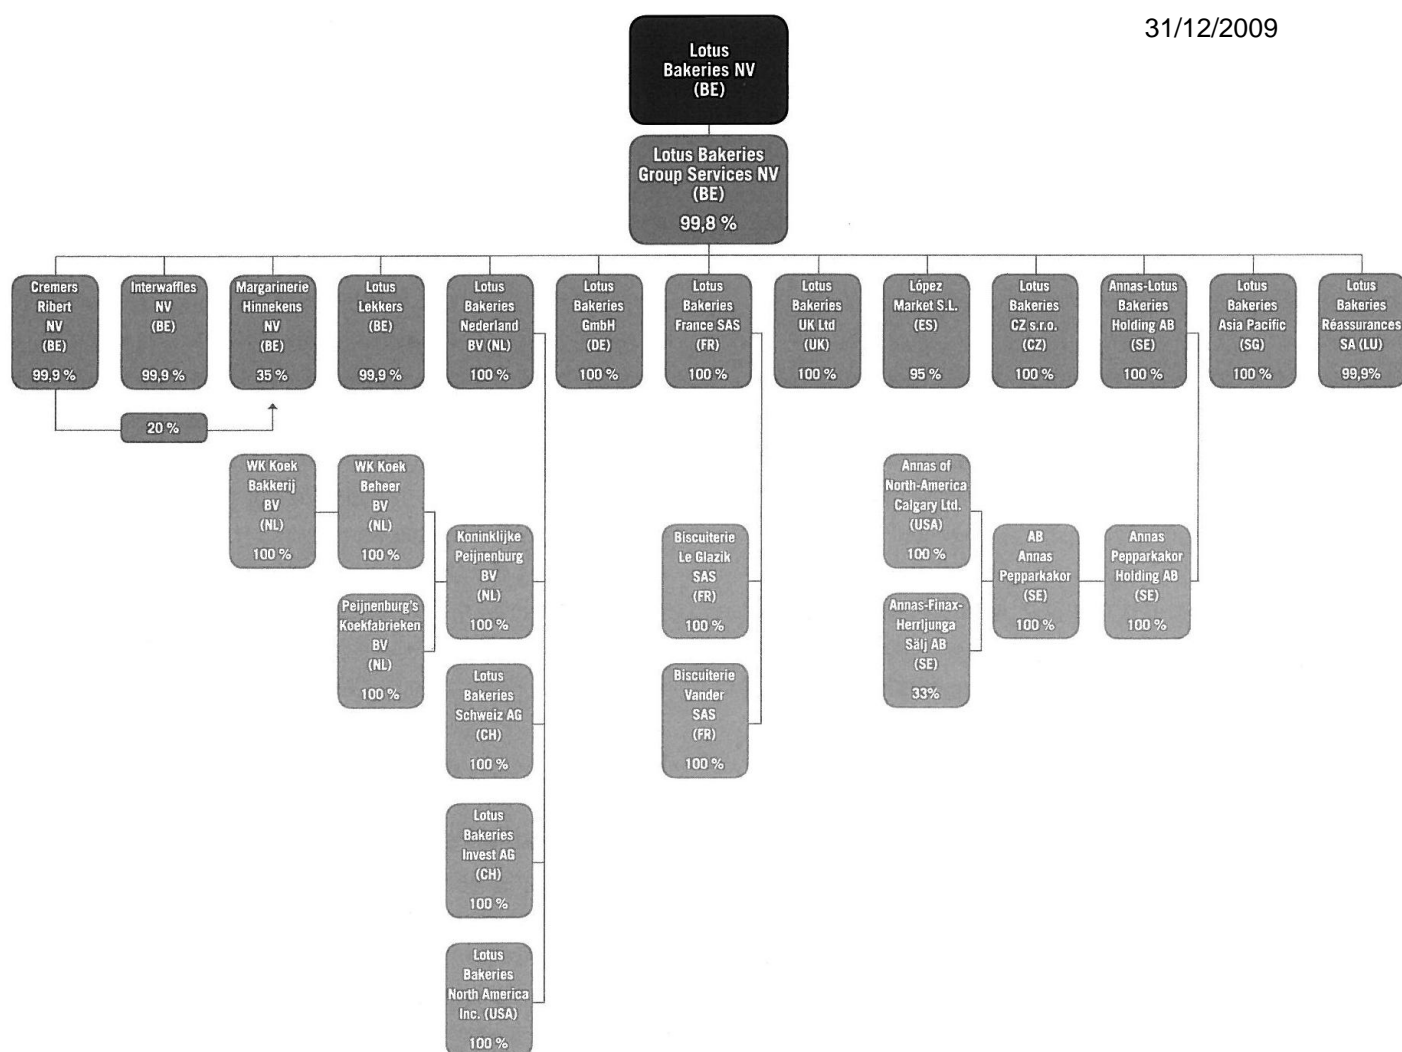 31/12/2009
Lotus
Bakeries NV
(BE)
Lotus Bakeries
Group Services NV
(BE)
99,8 %
Cremers
Ribert
NV
(BE)
99,9 %
Interwaffles
NV
(BE)
99,9 %
Margarinerie
Hinnekens
NV
(BE)
35 %
Lotus
Lekkers
(BE)
99,9 %
Lotus
Bakeries
Nederland
BV (NL)
100 %
Lotus
Bakeries
GmbH
(DE)
100 %
Lotus
Bakeries
France SAS
(FR)
100 %
Lotus
Bakeries
UK Ltd
(UK)
100 %
López
Market S.L.
(ES)
95 %
Lotus
Bakeries
CZ s.r.o.
(CZ)
100 %
Annas-Lotus
Bakeries
Holding AB
(SE)
100 %
Lotus
Bakeries
Asia Pacific
(SG)
100 %
Lotus
Bakeries
Réassurances
SA (LU)
99,9%
20 %
WK Koek
Bakkerij
BV
(NL)
100 %
WK Koek
Beheer
BV
(NL)
100 %
Peijnenburg's
Koekfabrieken
BV
(NL)
100 %
Koninklijke
Peijnenburg
BV
(NL)
100 %
Lotus
Bakeries
Schweiz AG
(CH)
100 %
Lotus
Bakeries
Invest AG
(CH)
100 %
Lotus
Bakeries
North America
Inc. (USA)
100 %
Biscuiterie
Le Glazik
SAS
(FR)
100 %
Biscuiterie
Vander
SAS
(FR)
100 %
Annas of
North-America
Calgary Ltd.
(USA)
100 %
Annas-Finax-
Herrljunga
Sälj AB
(SE)
33%
AB
Annas
Pepparkakor
(SE)
100 %
Annas
Pepparkakor
Holding AB
(SE)
100 %